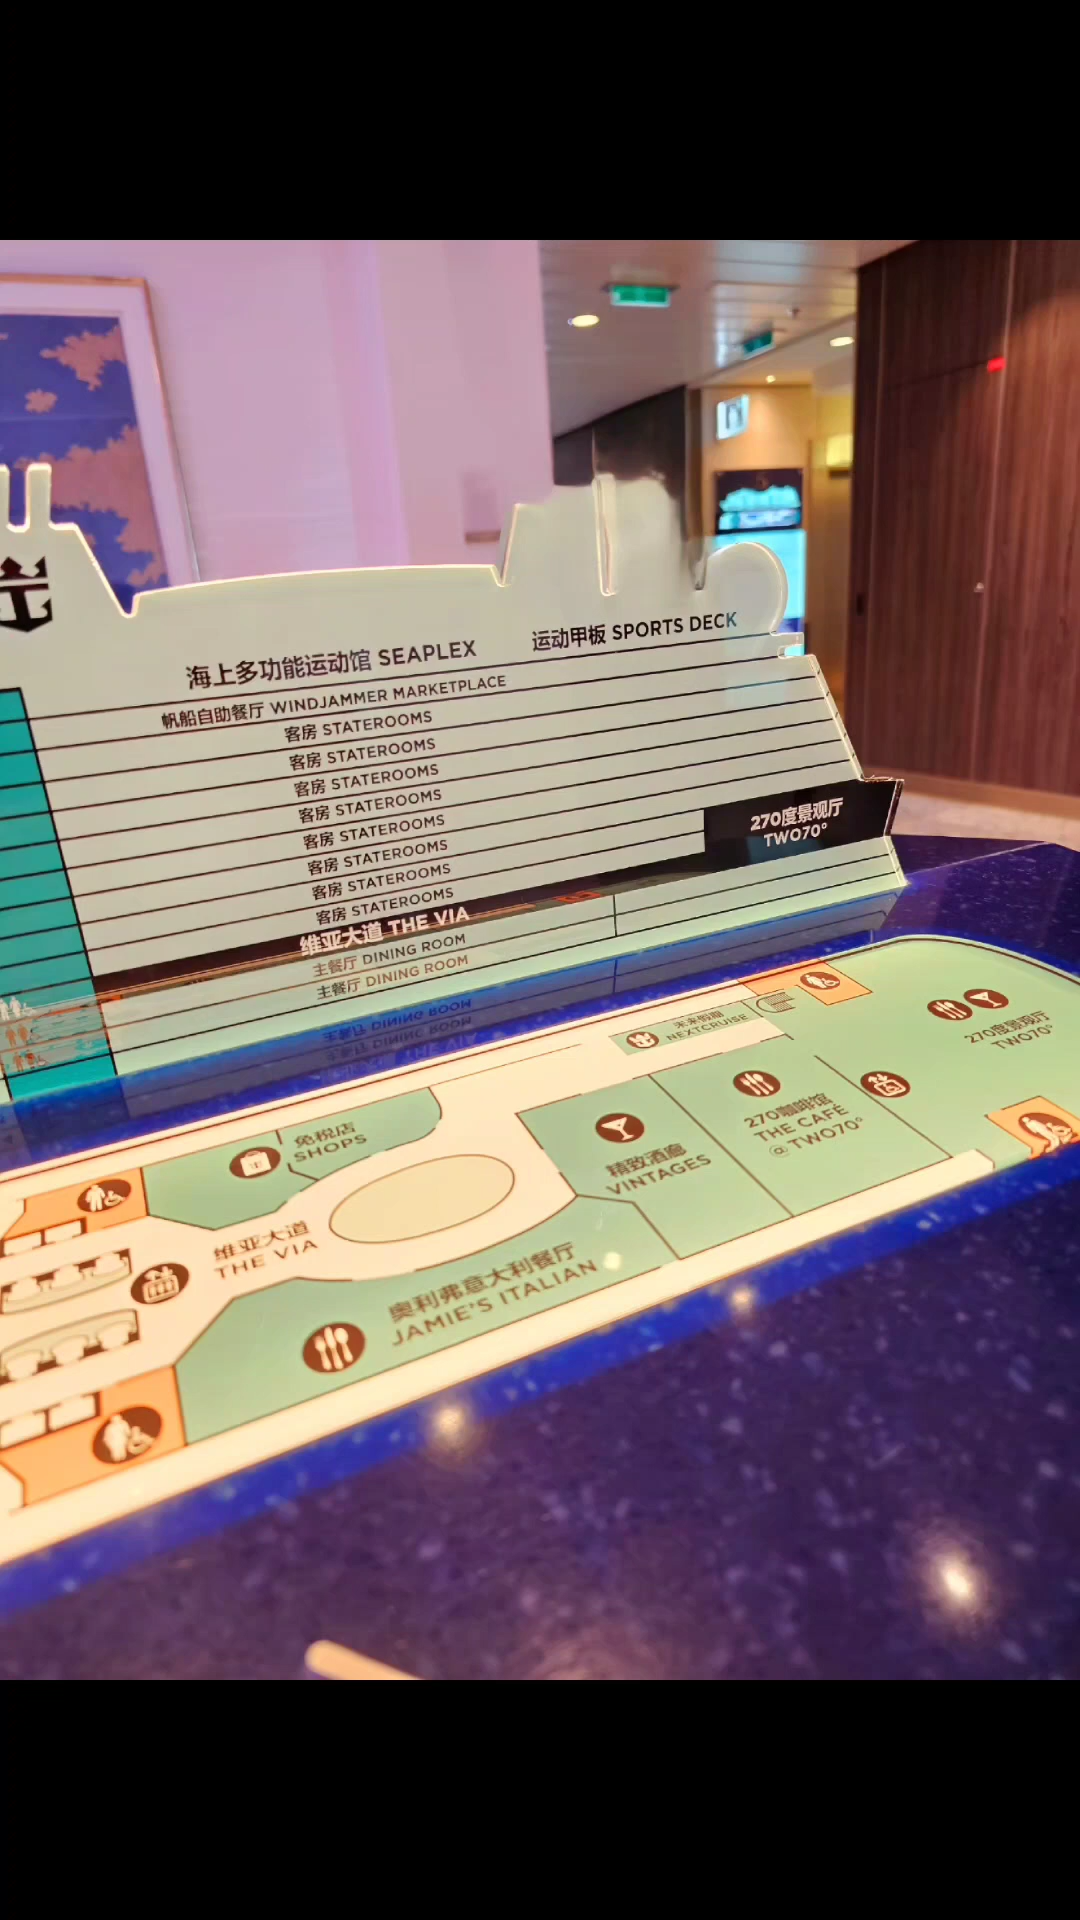 海上多功能运动馆 SEAPLEX
运动甲板 SPORTS DECK
帆船自助餐厅 WINDJAMMER MARKETPLACE
客房 STATEROOMS
客房 STATEROOMS
客房 STATEROOMS
客房 STATEROOMS
客房 STATEROOMS
客房 STATEROOMS
客房 STATEROOMS
客房 STATEROOMS
270度景观厅
TWO70°
维亚大道 THE VIA
主餐厅 DINING ROOM
主餐厅 DINING ROOM
未来假期
NEXTCRUISE
270度景观厅
TWO70°
270咖啡馆
THE CAFÉ
@ TWO70°
免税店
SHOPS
精致酒廊
VINTAGES
维亚大道
THE VIA
奥利弗意大利餐厅
JAMIE'S ITALIAN